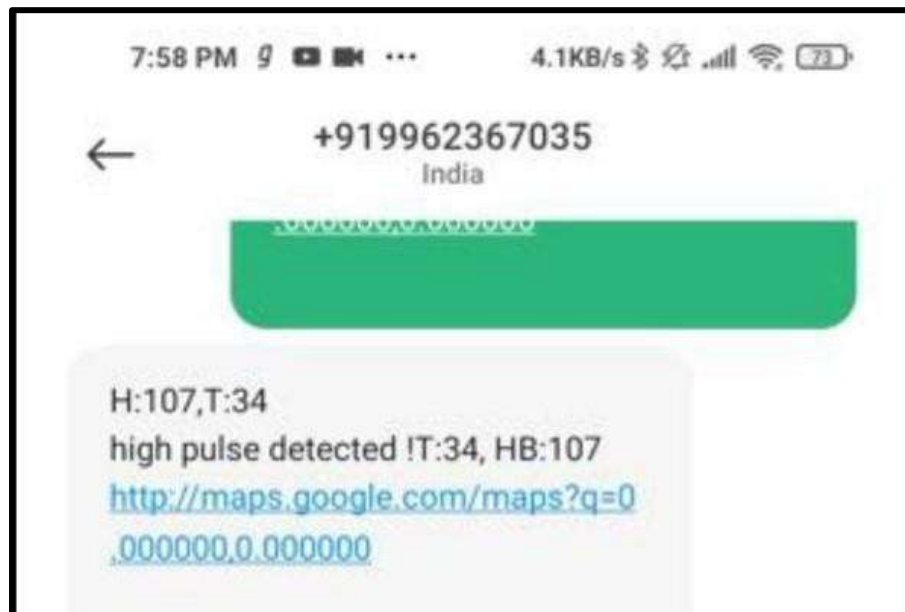 7:58 PM g ... 4.1KB/s 73
+919962367035
India
.000000,0.000000
H:107,T:34
high pulse detected !T:34, HB:107
http://maps.google.com/maps?q=0
.000000,0.000000